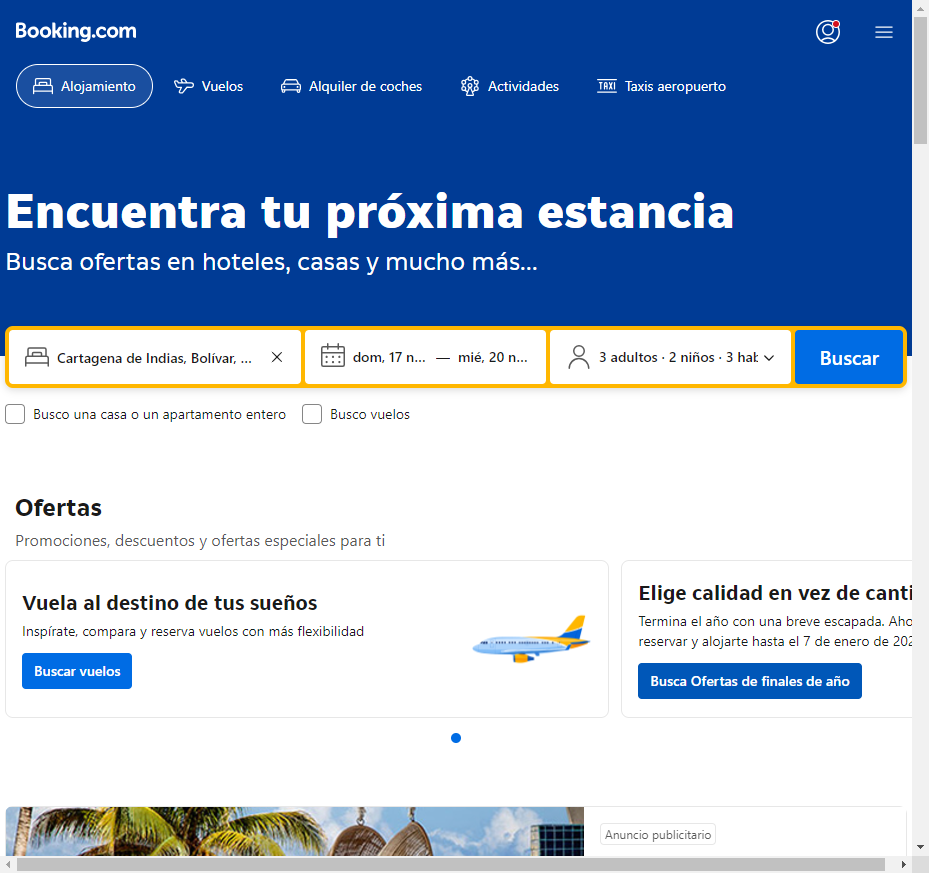 Booking.com
Alojamiento
Vuelos
Alquiler de coches
Actividades
TAXI
Taxis aeropuerto
Encuentra tu próxima estancia
Busca ofertas en hoteles, casas y mucho más...
Cartagena de Indias, Bolívar, ...
dom, 17 n... — mié, 20 n...
3 adultos · 2 niños · 3 hab
Buscar
Busco una casa o un apartamento entero
Busco vuelos
Ofertas
Promociones, descuentos y ofertas especiales para ti
Vuela al destino de tus sueños
Inspírate, compara y reserva vuelos con más flexibilidad
Buscar vuelos
Elige calidad en vez de canti
Termina el año con una breve escapada. Aho
reservar y alojarte hasta el 7 de enero de 202
Busca Ofertas de finales de año
Anuncio publicitario